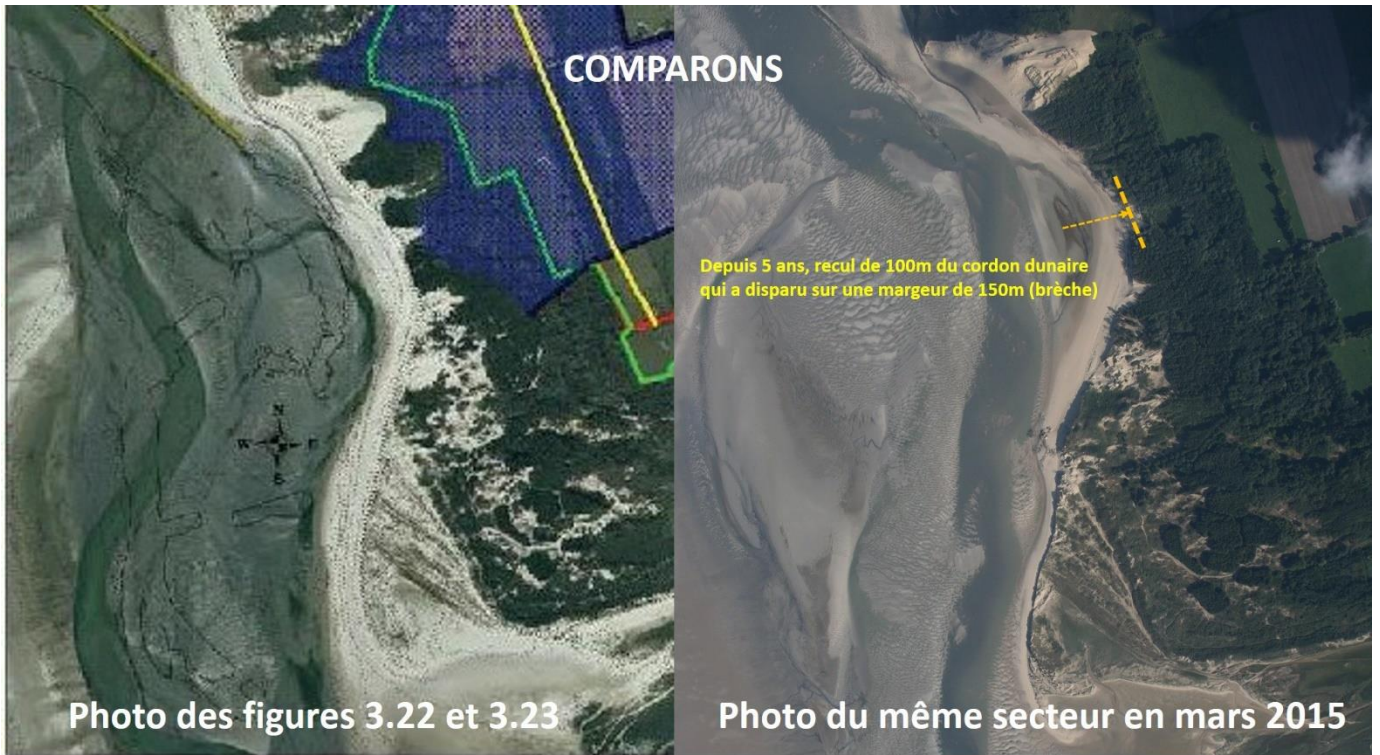 COMPARONS
Depuis 5 ans, recul de 100m du cordon dunaire
qui a disparu sur une margeur de 150m (brèche)
N
W E
S
Photo des figures 3.22 et 3.23
Photo du même secteur en mars 2015